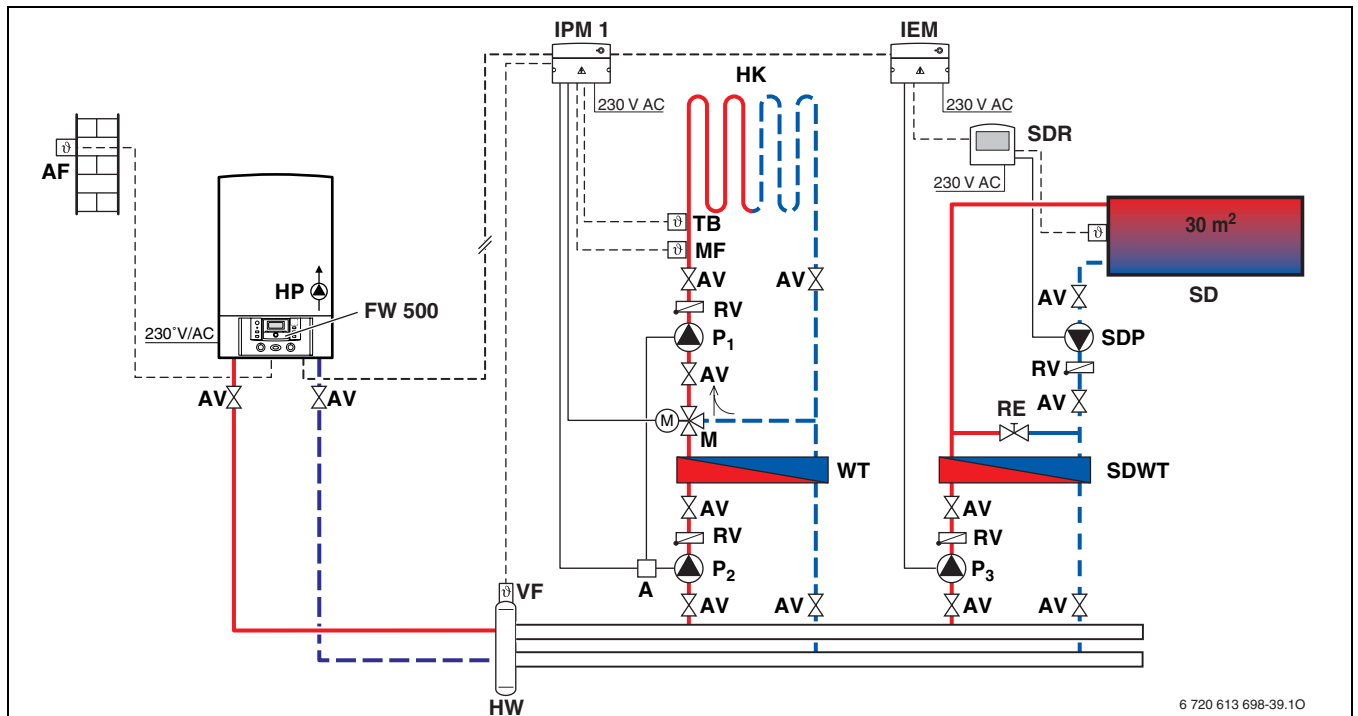 IPM 1
IEM
HK
230 V AC
230 V AC
ϑ
AF
SDR
230 V AC
30 m²
ϑ
SD
ϑ TB
ϑ MF
HP
FW 500
230°V/AC
AV
AV
AV
RV
P1
SDP
AV
RV
AV
AV
AV
RE
M
M
WT
SDWT
AV
AV
RV
RV
A
P2
P3
ϑ VF
AV
AV
AV
AV
HW
6 720 613 698-39.1O